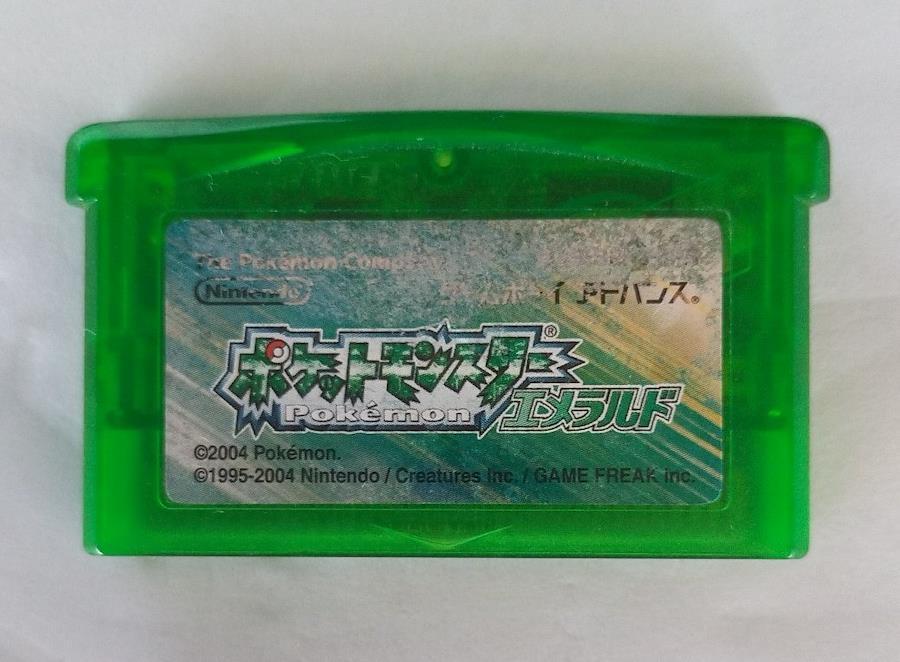 The Pokémon Company
Nintendo ゲームボーイアドバンス®
ポケットモンスター®
Pokémon エメラルド
©2004 Pokémon.
©1995-2004 Nintendo / Creatures Inc. / GAME FREAK inc.